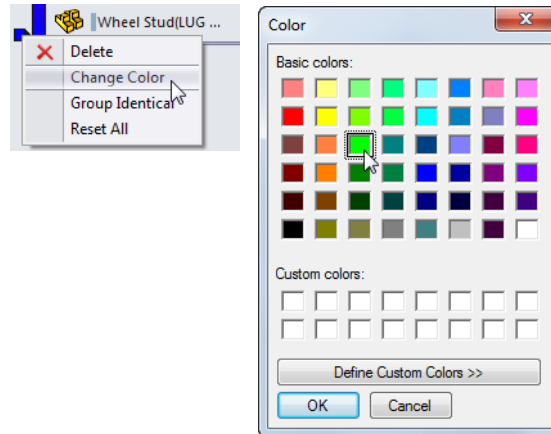 Wheel Stud(LUG ...
Delete
Change Color
Group Identical
Reset All
Color
Basic colors:
Custom colors:
Define Custom Colors >>
OK
Cancel